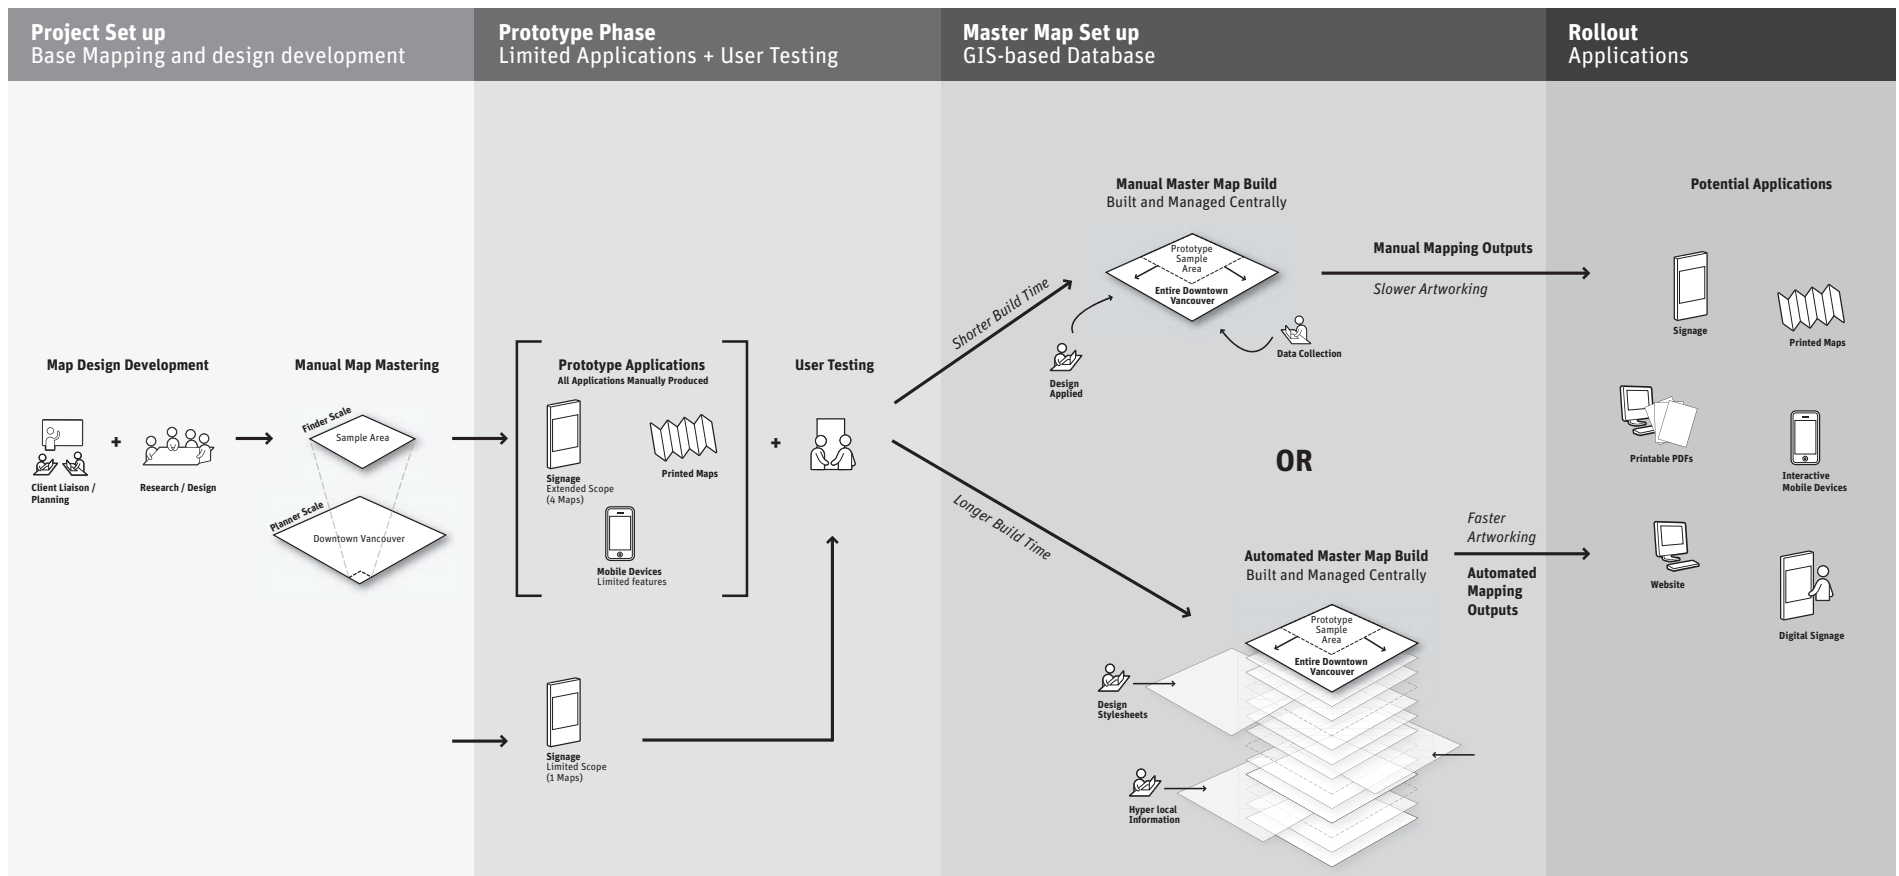 Project Set up
Base Mapping and design development
Prototype Phase
Limited Applications + User Testing
Master Map Set up
GIS-based Database
Rollout
Applications
Map Design Development
Client Liaison /
Planning
+
Research / Design
Manual Map Mastering
Finder Scale
Sample Area
Planner Scale
Downtown Vancouver
Prototype Applications
All Applications Manually Produced
Signage
Extended Scope
(4 Maps)
Printed Maps
Mobile Devices
Limited features
+
User Testing
Signage
Limited Scope
(1 Maps)
Shorter Build Time
Longer Build Time
Manual Master Map Build
Built and Managed Centrally
Prototype
Sample
Area
Entire Downtown
Vancouver
Design
Applied
Data Collection
Manual Mapping Outputs
Slower Artworking
OR
Automated Master Map Build
Built and Managed Centrally
Prototype
Sample
Area
Entire Downtown
Vancouver
Design
Stylesheets
Hyper local
Information
Faster
Artworking
Automated
Mapping
Outputs
Potential Applications
Signage
Printed Maps
Printable PDFs
Interactive
Mobile Devices
Website
Digital Signage